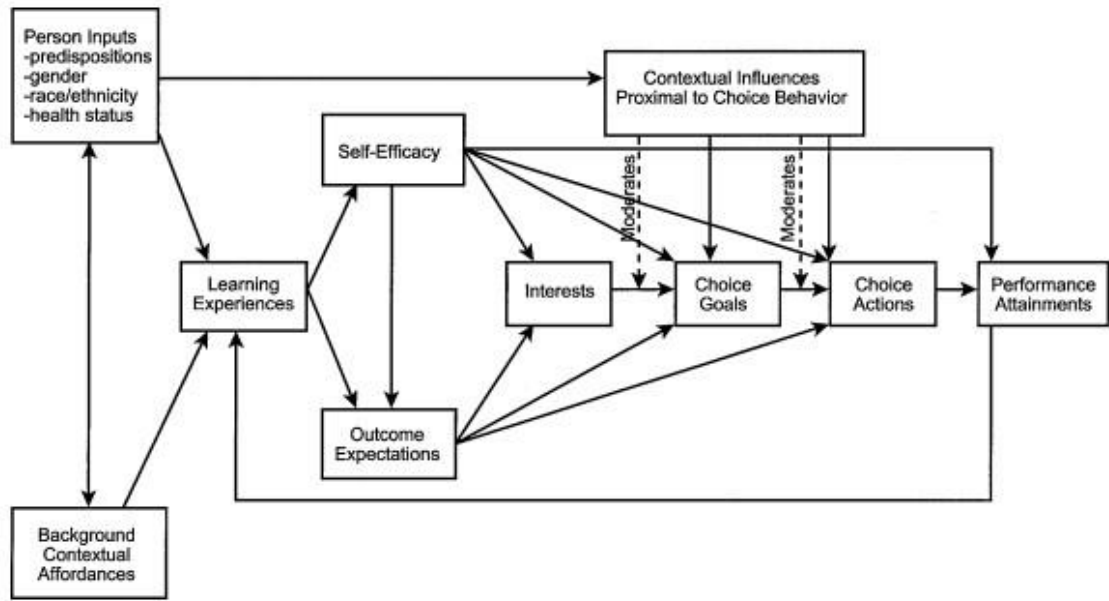 Person Inputs
-predispositions
-gender
-race/ethnicity
-health status
Contextual Influences
Proximal to Choice Behavior
Self-Efficacy
Moderates
Moderates
Learning
Experiences
Interests
Choice
Goals
Choice
Actions
Performance
Attainments
Outcome
Expectations
Background
Contextual
Affordances